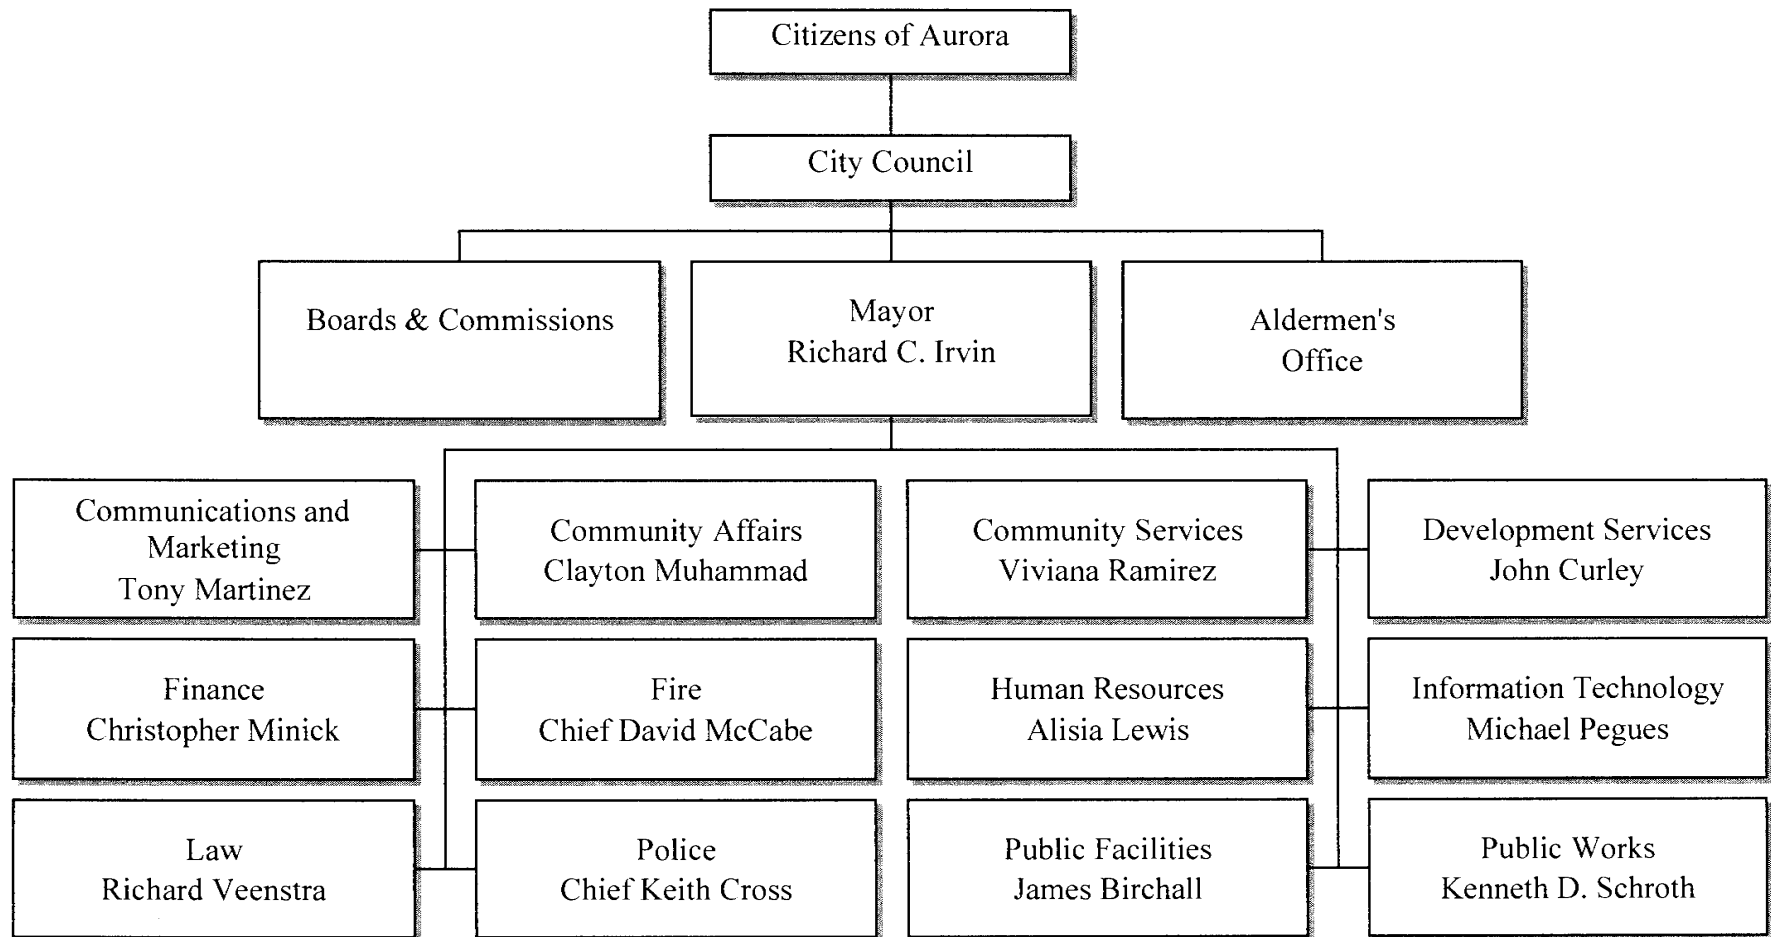 Citizens of Aurora
City Council
Boards & Commissions
Mayor
Richard C. Irvin
Aldermen's
Office
Communications and
Marketing
Tony Martinez
Community Affairs
Clayton Muhammad
Community Services
Viviana Ramirez
Development Services
John Curley
Finance
Christopher Minick
Fire
Chief David McCabe
Human Resources
Alisia Lewis
Information Technology
Michael Pegues
Law
Richard Veenstra
Police
Chief Keith Cross
Public Facilities
James Birchall
Public Works
Kenneth D. Schroth